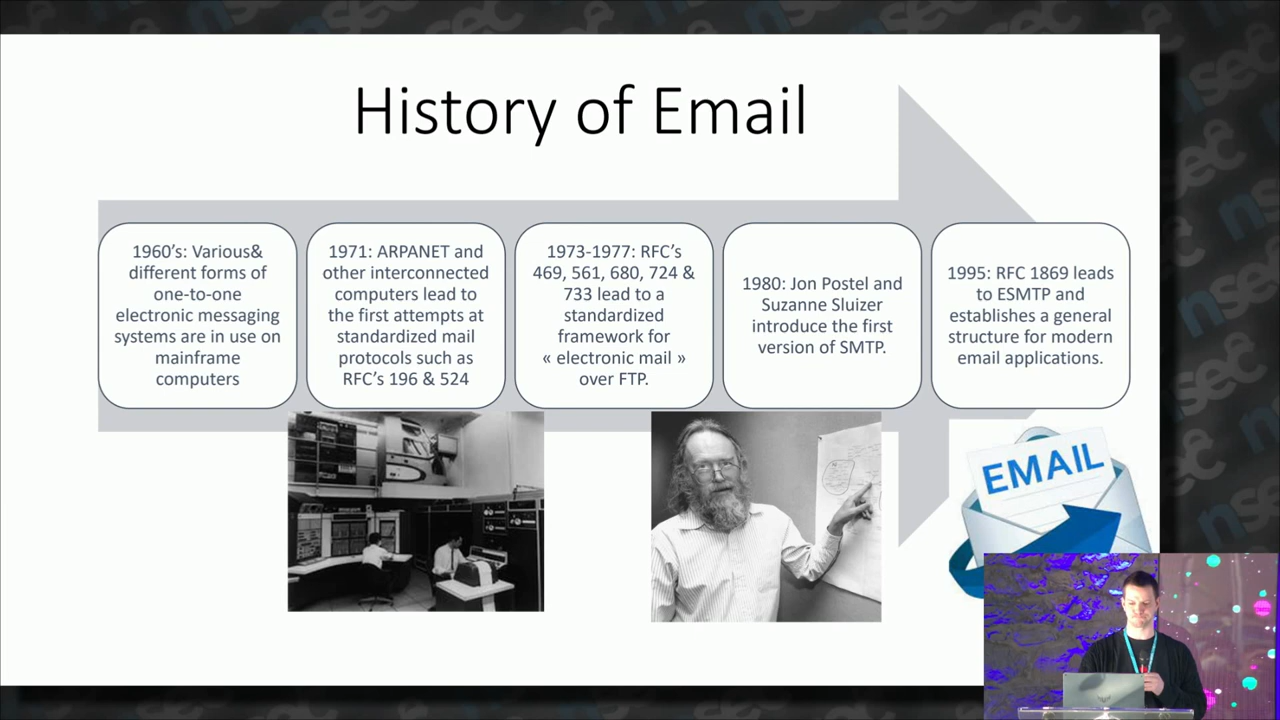 History of Email
1960's: Various&
different forms of
one-to-one
electronic messaging
systems are in use on
mainframe
computers
1971: ARPANET and
other interconnected
computers lead to
the first attempts at
standardized mail
protocols such as
RFC's 196 & 524
1973-1977: RFC's
469, 561, 680, 724 &
733 lead to a
standardized
framework for
« electronic mail »
over FTP.
1980: Jon Postel and
Suzanne Sluizer
introduce the first
version of SMTP.
1995: RFC 1869 leads
to ESMTP and
establishes a general
structure for modern
email applications.
EMAIL
nsec